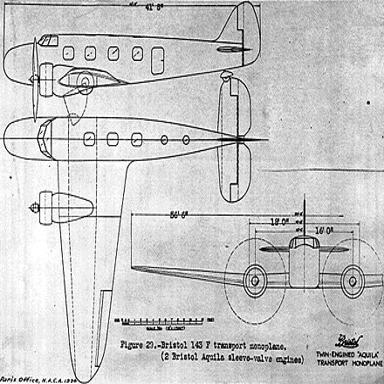 41' 8"
56' 6"
18' 0"
16' 0"
Figure 29.-Bristol 143 F transport monoplane.
(2 Bristol Aquila sleeve-valve engines)
Bristol
TWIN-ENGINED "AQUILA"
TRANSPORT MONOPLANE
Paris Office, N.A.C.A. 1936